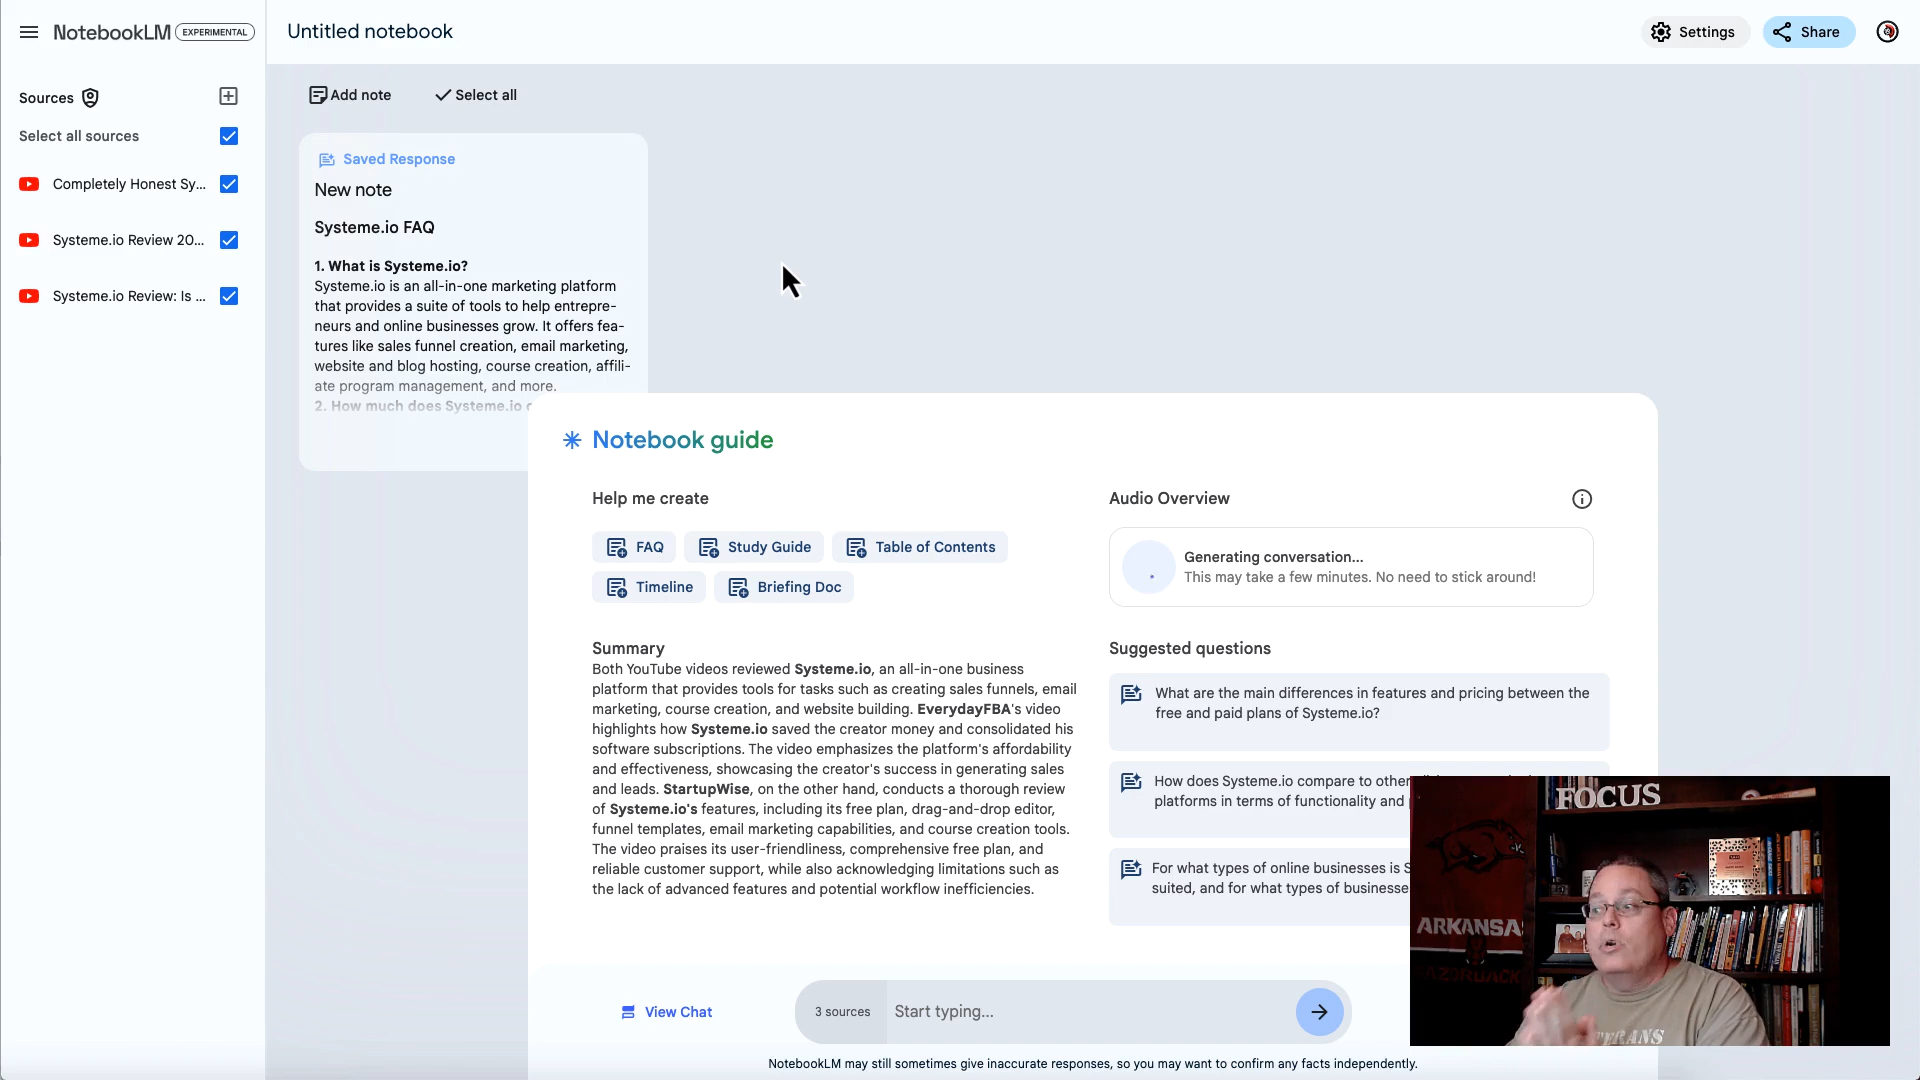 NotebookLM EXPERIMENTAL
Untitled notebook
Settings
Share
Sources
Select all sources
Completely Honest Sy...
Systeme.io Review 20...
Systeme.io Review: Is ...
Add note
Select all
Saved Response
New note
Systeme.io FAQ
1. What is Systeme.io?
Systeme.io is an all-in-one marketing platform
that provides a suite of tools to help entrepre-
neurs and online businesses grow. It offers fea-
tures like sales funnel creation, email marketing,
website and blog hosting, course creation, affili-
ate program management, and more.
2. How much does Systeme.io
Notebook guide
Help me create
FAQ
Study Guide
Table of Contents
Timeline
Briefing Doc
Audio Overview
Generating conversation...
This may take a few minutes. No need to stick around!
Summary
Both YouTube videos reviewed Systeme.io, an all-in-one business
platform that provides tools for tasks such as creating sales funnels, email
marketing, course creation, and website building. EverydayFBA's video
highlights how Systeme.io saved the creator money and consolidated his
software subscriptions. The video emphasizes the platform's affordability
and effectiveness, showcasing the creator's success in generating sales
and leads. StartupWise, on the other hand, conducts a thorough review
of Systeme.io's features, including its free plan, drag-and-drop editor,
funnel templates, email marketing capabilities, and course creation tools.
The video praises its user-friendliness, comprehensive free plan, and
reliable customer support, while also acknowledging limitations such as
the lack of advanced features and potential workflow inefficiencies.
Suggested questions
What are the main differences in features and pricing between the
free and paid plans of Systeme.io?
How does Systeme.io compare to other
platforms in terms of functionality and
For what types of online businesses is S
suited, and for what types of businesse
FOCUS
ARKANSA
View Chat
3 sources
Start typing...
NotebookLM may still sometimes give inaccurate responses, so you may want to confirm any facts independently.